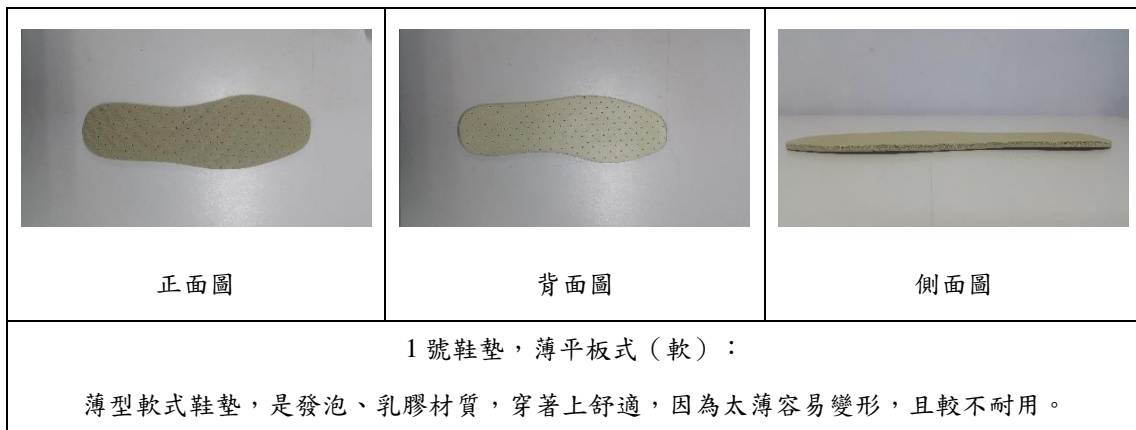 正面圖
背面圖
側面圖
1 號鞋墊，薄平板式（軟）：
薄型軟式鞋墊，是發泡、乳膠材質，穿著上舒適，因為太薄容易變形，且較不耐用。